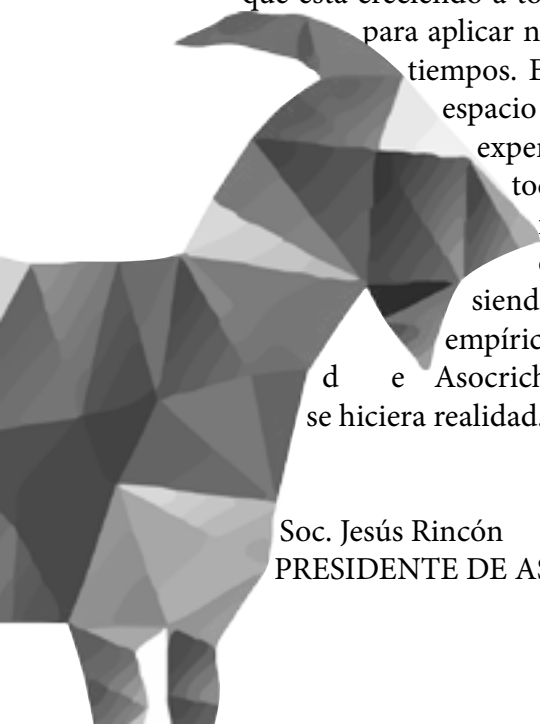 que está creciendo a to
para aplicar n
tiempos. E
espacio
exper
to
siend
empíric
d e Asocrich
se hiciera realidad.
Soc. Jesús Rincón
PRESIDENTE DE AS